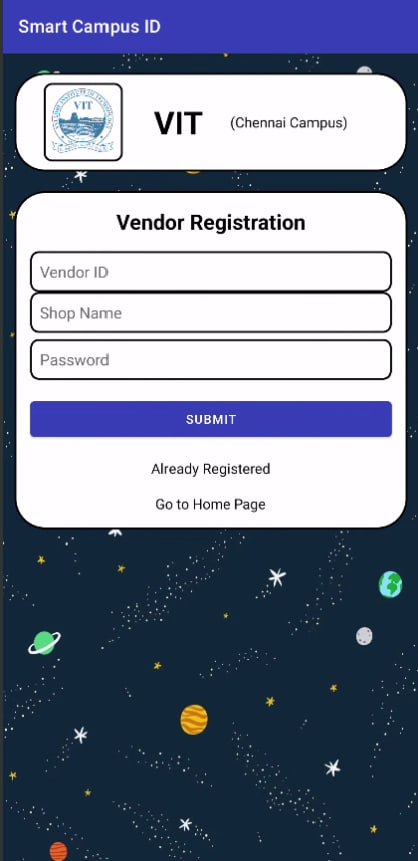 Smart Campus ID
VIT
VIT (Chennai Campus)
Vendor Registration
Vendor ID
Shop Name
Password
SUBMIT
Already Registered
Go to Home Page